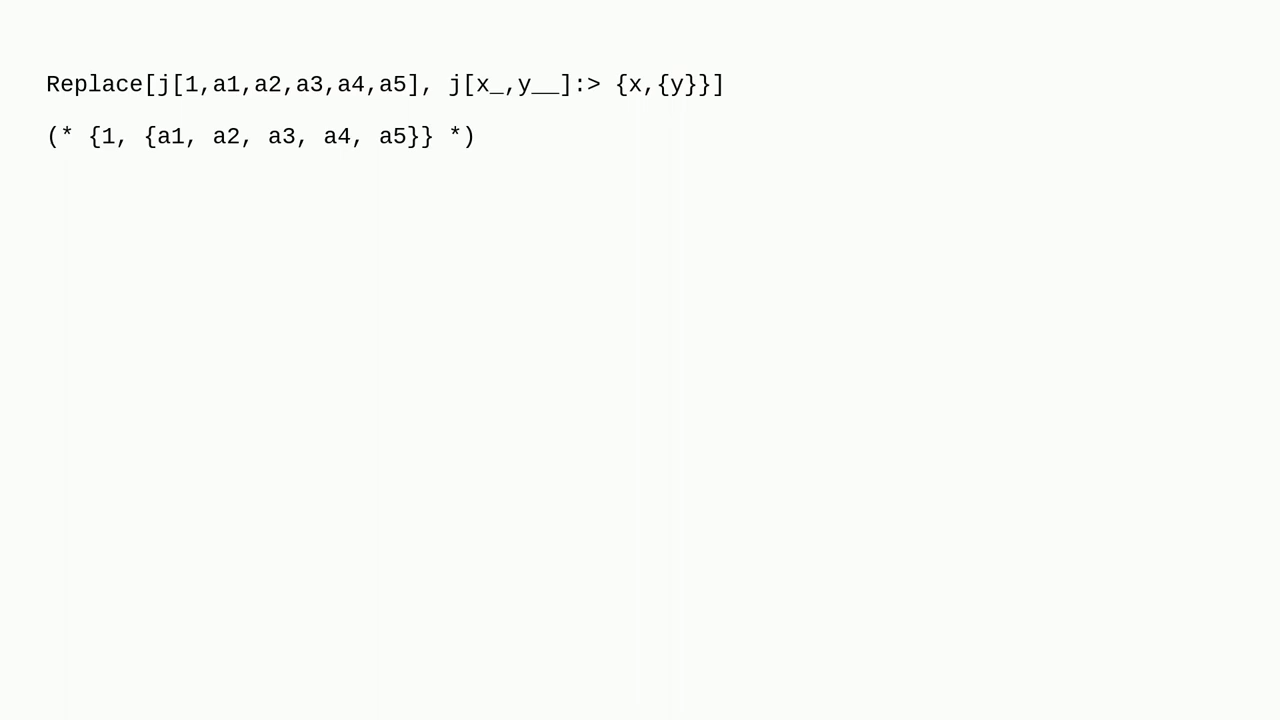 Replace[j[1,a1,a2,a3,a4,a5], j[x_,y__]:> {x,{y}}]
(* {1, {a1, a2, a3, a4, a5}} *)